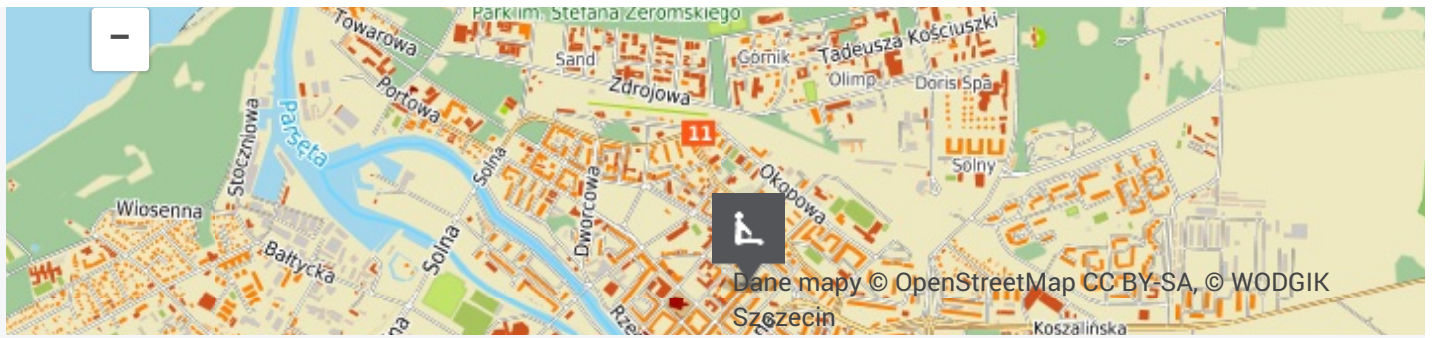 Park im. Stefana Żeromskiego
Towarowa
Tadeusza Kościuszki
Sand
Górnik
Olimp
Doris Spa
Portowa
Zdrojowa
Stoczniowa
Parsęta
11
Solna
Solny
Okopowa
Dworcowa
Wiosenna
Bałtycka
Solna
Dane mapy © OpenStreetMap CC BY-SA, © WODGIK
Szczecin
Koszalińska